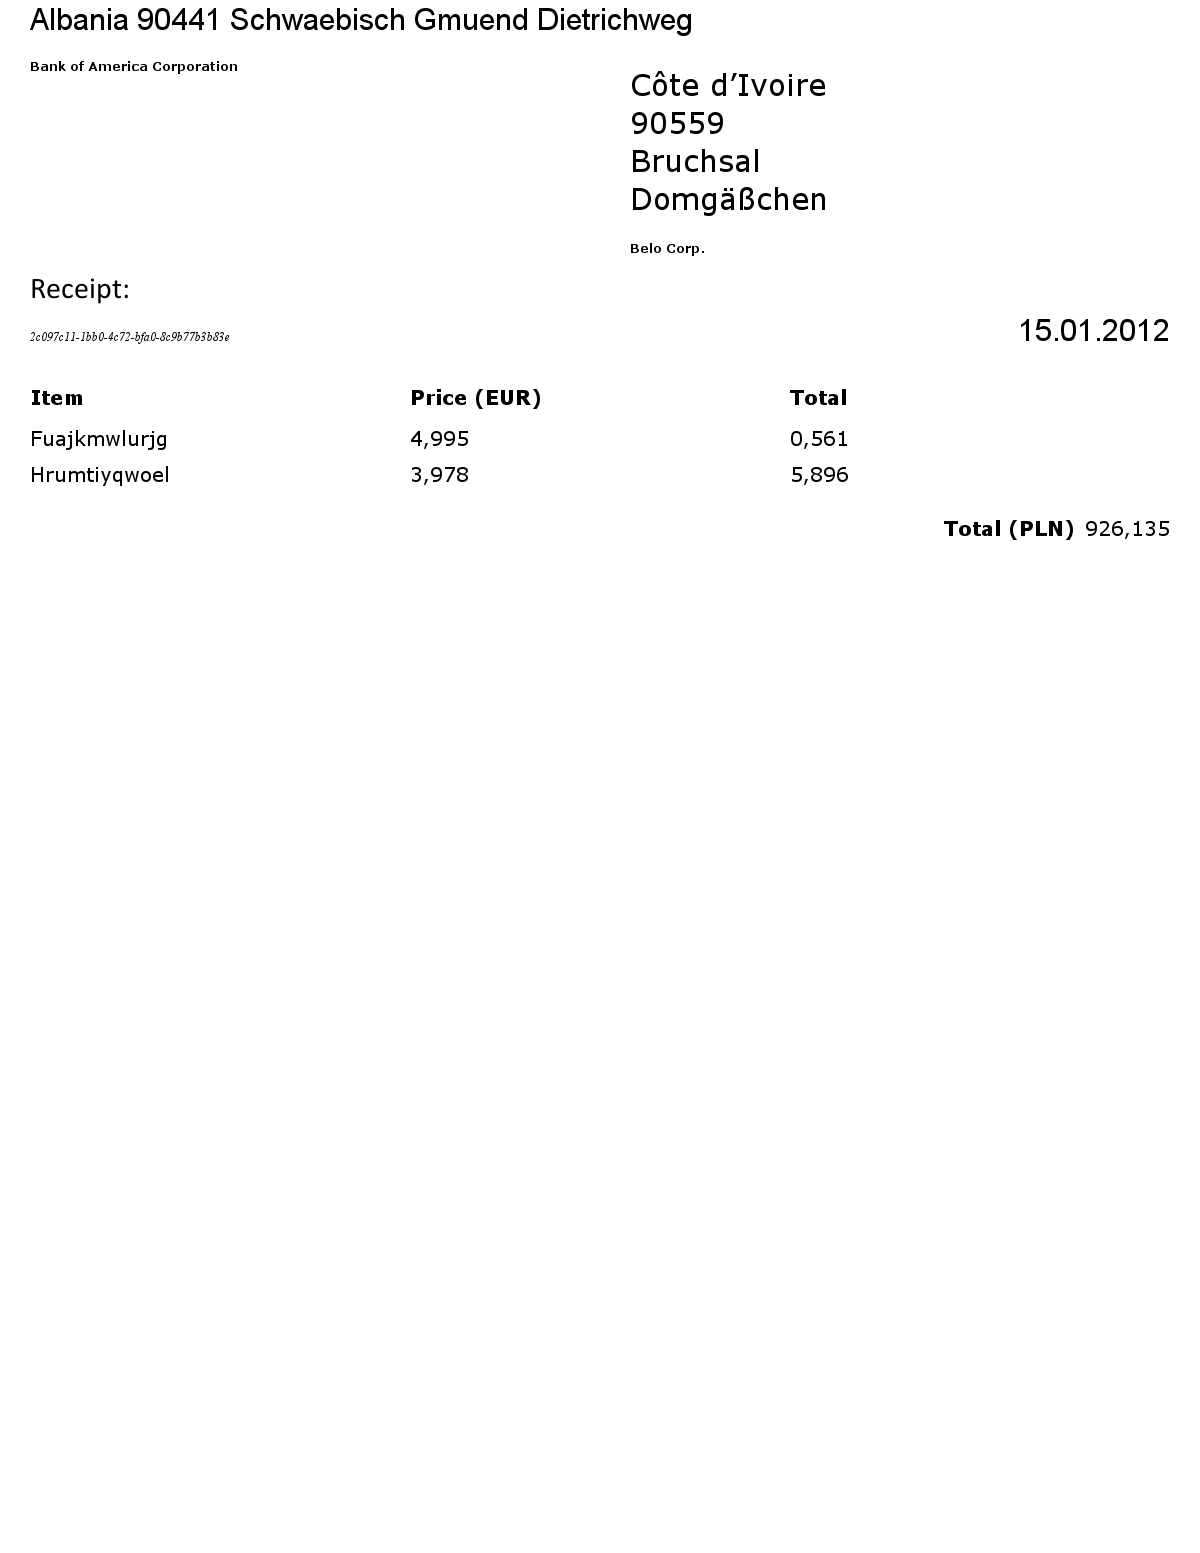 Albania 90441 Schwaebisch Gmuend Dietrichweg
Bank of America Corporation
Côte d’Ivoire
90559
Bruchsal
Domgäßchen
Belo Corp.
Receipt:
2c097c11-1bb0-4c72-bfa0-8c9b77b3b83e
15.01.2012
Item Price (EUR) Total
Fuajkmwlurjg 4,995 0,561
Hrumtiyqwoel 3,978 5,896
Total (PLN) 926,135